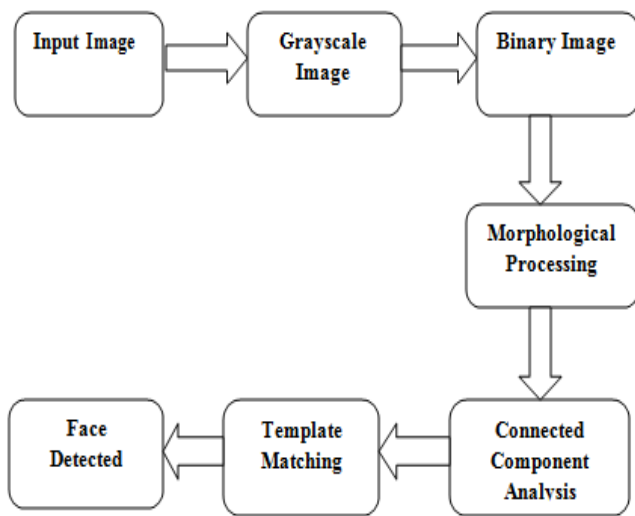 Input Image
Grayscale
Image
Binary Image
Morphological
Processing
Connected
Component
Analysis
Template
Matching
Face
Detected